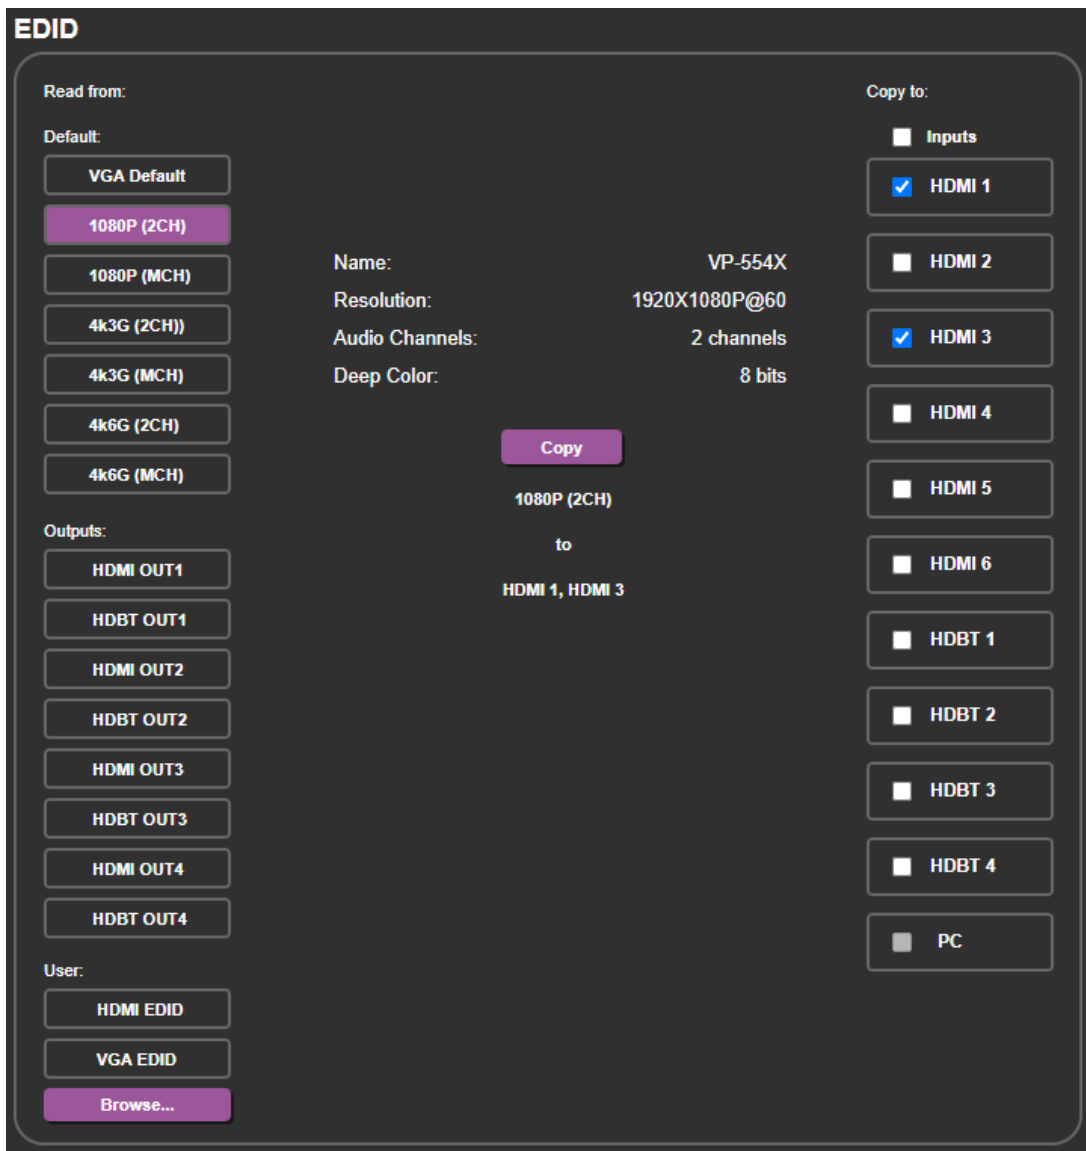 EDID
Read from:
Default:
VGA Default
1080P (2CH)
1080P (MCH)
4k3G (2CH))
4k3G (MCH)
4k6G (2CH)
4k6G (MCH)
Outputs:
HDMI OUT1
HDBT OUT1
HDMI OUT2
HDBT OUT2
HDMI OUT3
HDBT OUT3
HDMI OUT4
HDBT OUT4
User:
HDMI EDID
VGA EDID
Browse...
Name: VP-554X
Resolution: 1920X1080P@60
Audio Channels: 2 channels
Deep Color: 8 bits
Copy
1080P (2CH)
to
HDMI 1, HDMI 3
Copy to:
Inputs
HDMI 1
HDMI 2
HDMI 3
HDMI 4
HDMI 5
HDMI 6
HDBT 1
HDBT 2
HDBT 3
HDBT 4
PC